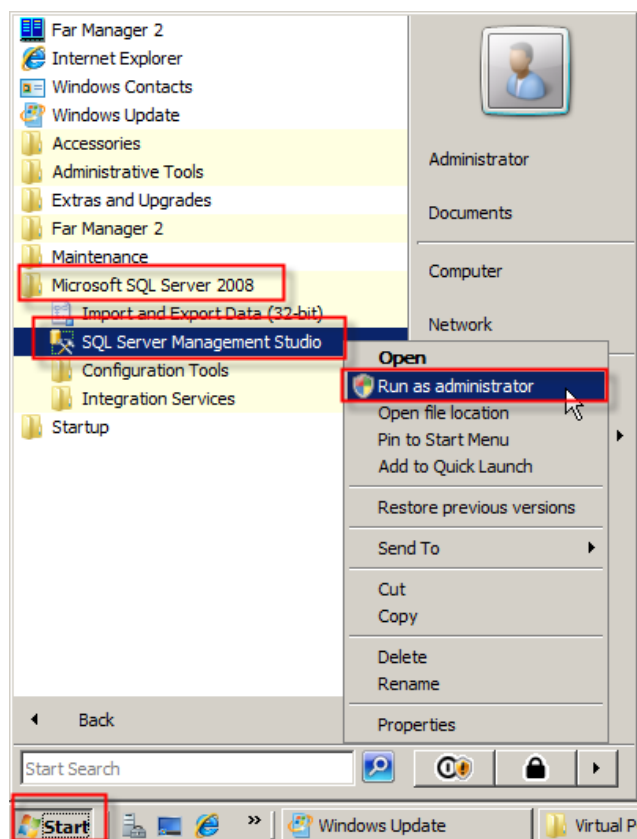 Far Manager 2
Internet Explorer
Windows Contacts
Windows Update
Accessories
Administrative Tools
Extras and Upgrades
Far Manager 2
Maintenance
Microsoft SQL Server 2008
Import and Export Data (32-bit)
SQL Server Management Studio
Configuration Tools
Integration Services
Startup
Back
Start Search
Administrator
Documents
Computer
Network
Open
Run as administrator
Open file location
Pin to Start Menu
Add to Quick Launch
Restore previous versions
Send To
Cut
Copy
Delete
Rename
Properties
Start
Windows Update
Virtual P